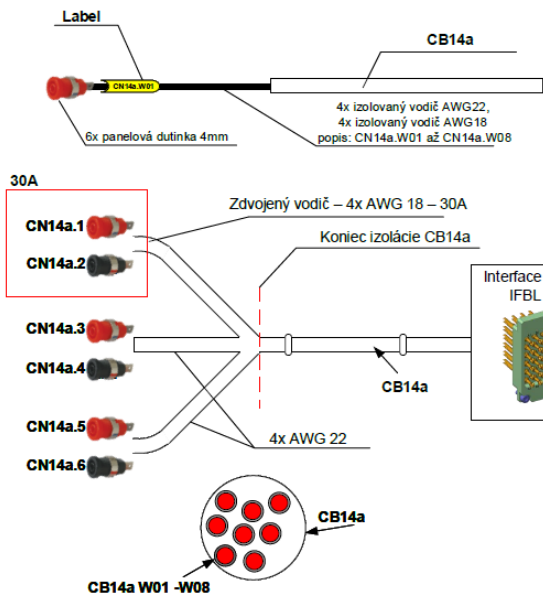 Label
CB14a
CN14a.W01
4x izolovaný vodič AWG22,
4x izolovaný vodič AWG18
popis: CN14a.W01 až CN14a.W08
6x panelová dutinka 4mm
30A
Zdvojený vodič – 4x AWG 18 – 30A
CN14a.1
Koniec izolácie CB14a
CN14a.2
Interface
IFBL
CN14a.3
CN14a.4
CB14a
CN14a.5
4x AWG 22
CN14a.6
CB14a
CB14a W01 -W08